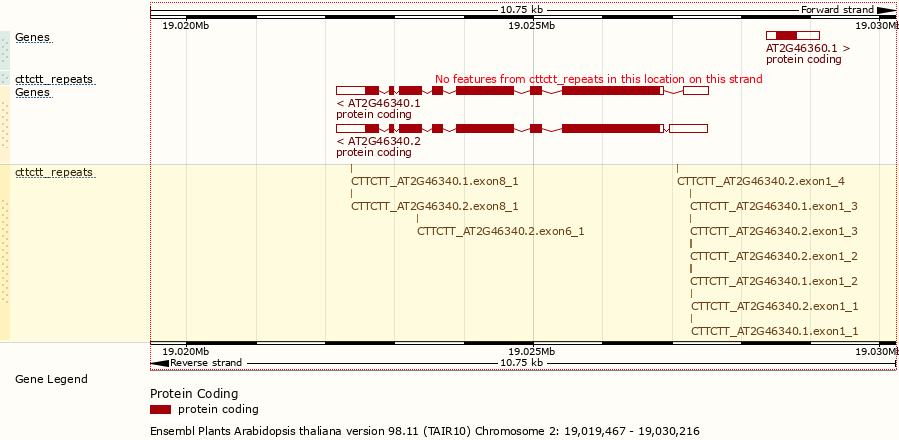 10.75 kb
Forward strand
19.020Mb 19.025Mb 19.030Mb
Genes
AT2G46360.1 >
protein coding
cttctt_repeats
No features from cttctt_repeats in this location on this strand
Genes
< AT2G46340.1
protein coding
< AT2G46340.2
protein coding
cttctt_repeats
CTTCTT_AT2G46340.1.exon8_1 CTTCTT_AT2G46340.2.exon1_4
CTTCTT_AT2G46340.2.exon8_1 CTTCTT_AT2G46340.1.exon1_3
CTTCTT_AT2G46340.2.exon6_1 CTTCTT_AT2G46340.2.exon1_3
CTTCTT_AT2G46340.2.exon1_2
CTTCTT_AT2G46340.1.exon1_2
CTTCTT_AT2G46340.2.exon1_1
CTTCTT_AT2G46340.1.exon1_1
19.020Mb 19.025Mb 19.030Mb
Reverse strand 10.75 kb
Gene Legend
Protein Coding
protein coding
Ensembl Plants Arabidopsis thaliana version 98.11 (TAIR10) Chromosome 2: 19,019,467 - 19,030,216